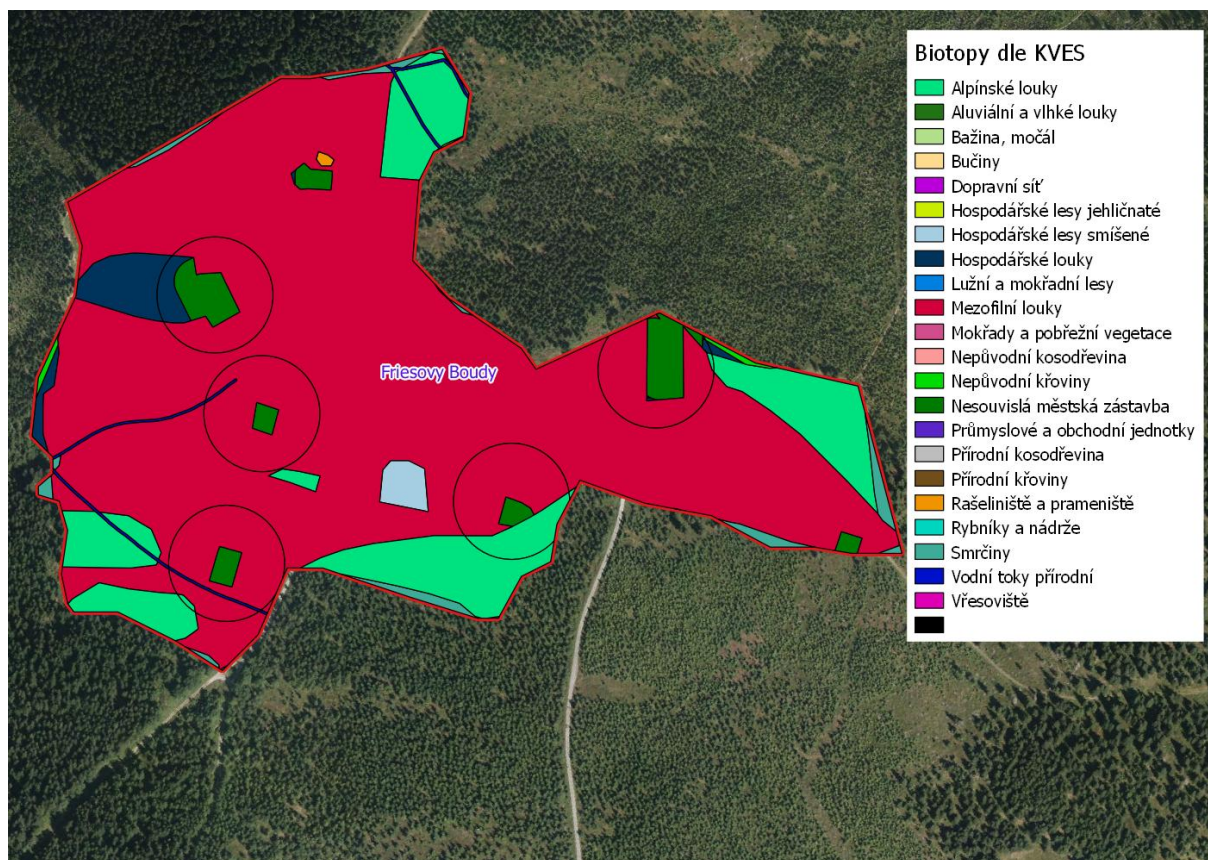 Biotopy dle KVES
Alpínské louky
Aluviální a vlhké louky
Bažina, močál
Bučiny
Dopravní síť
Hospodářské lesy jehličnaté
Hospodářské lesy smíšené
Hospodářské louky
Lužní a mokřadní lesy
Mezofilní louky
Mokřady a pobřežní vegetace
Nepůvodní kosodřevina
Nepůvodní křoviny
Nesouvislá městská zástavba
Průmyslové a obchodní jednotky
Přírodní kosodřevina
Přírodní křoviny
Rašeliniště a prameniště
Rybníky a nádrže
Smrčiny
Vodní toky přírodní
Vřesoviště
Friesovy Boudy